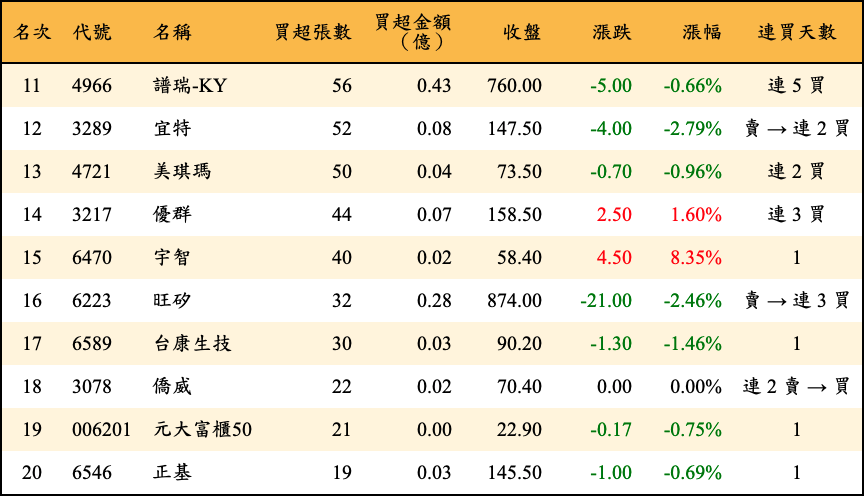 名次 代號 名稱 買超張數 買超金額（億） 收盤 漲跌 漲幅 連買天數
11 4966 譜瑞-KY 56 0.43 760.00 -5.00 -0.66% 連 5 買
12 3289 宜特 52 0.08 147.50 -4.00 -2.79% 賣 → 連 2 買
13 4721 美琪瑪 50 0.04 73.50 -0.70 -0.96% 連 2 買
14 3217 優群 44 0.07 158.50 2.50 1.60% 連 3 買
15 6470 宇智 40 0.02 58.40 4.50 8.35% 1
16 6223 旺矽 32 0.28 874.00 -21.00 -2.46% 賣 → 連 3 買
17 6589 台康生技 30 0.03 90.20 -1.30 -1.46% 1
18 3078 僑威 22 0.02 70.40 0.00 0.00% 連 2 賣 → 買
19 006201 元大富櫃50 21 0.00 22.90 -0.17 -0.75% 1
20 6546 正基 19 0.03 145.50 -1.00 -0.69% 1